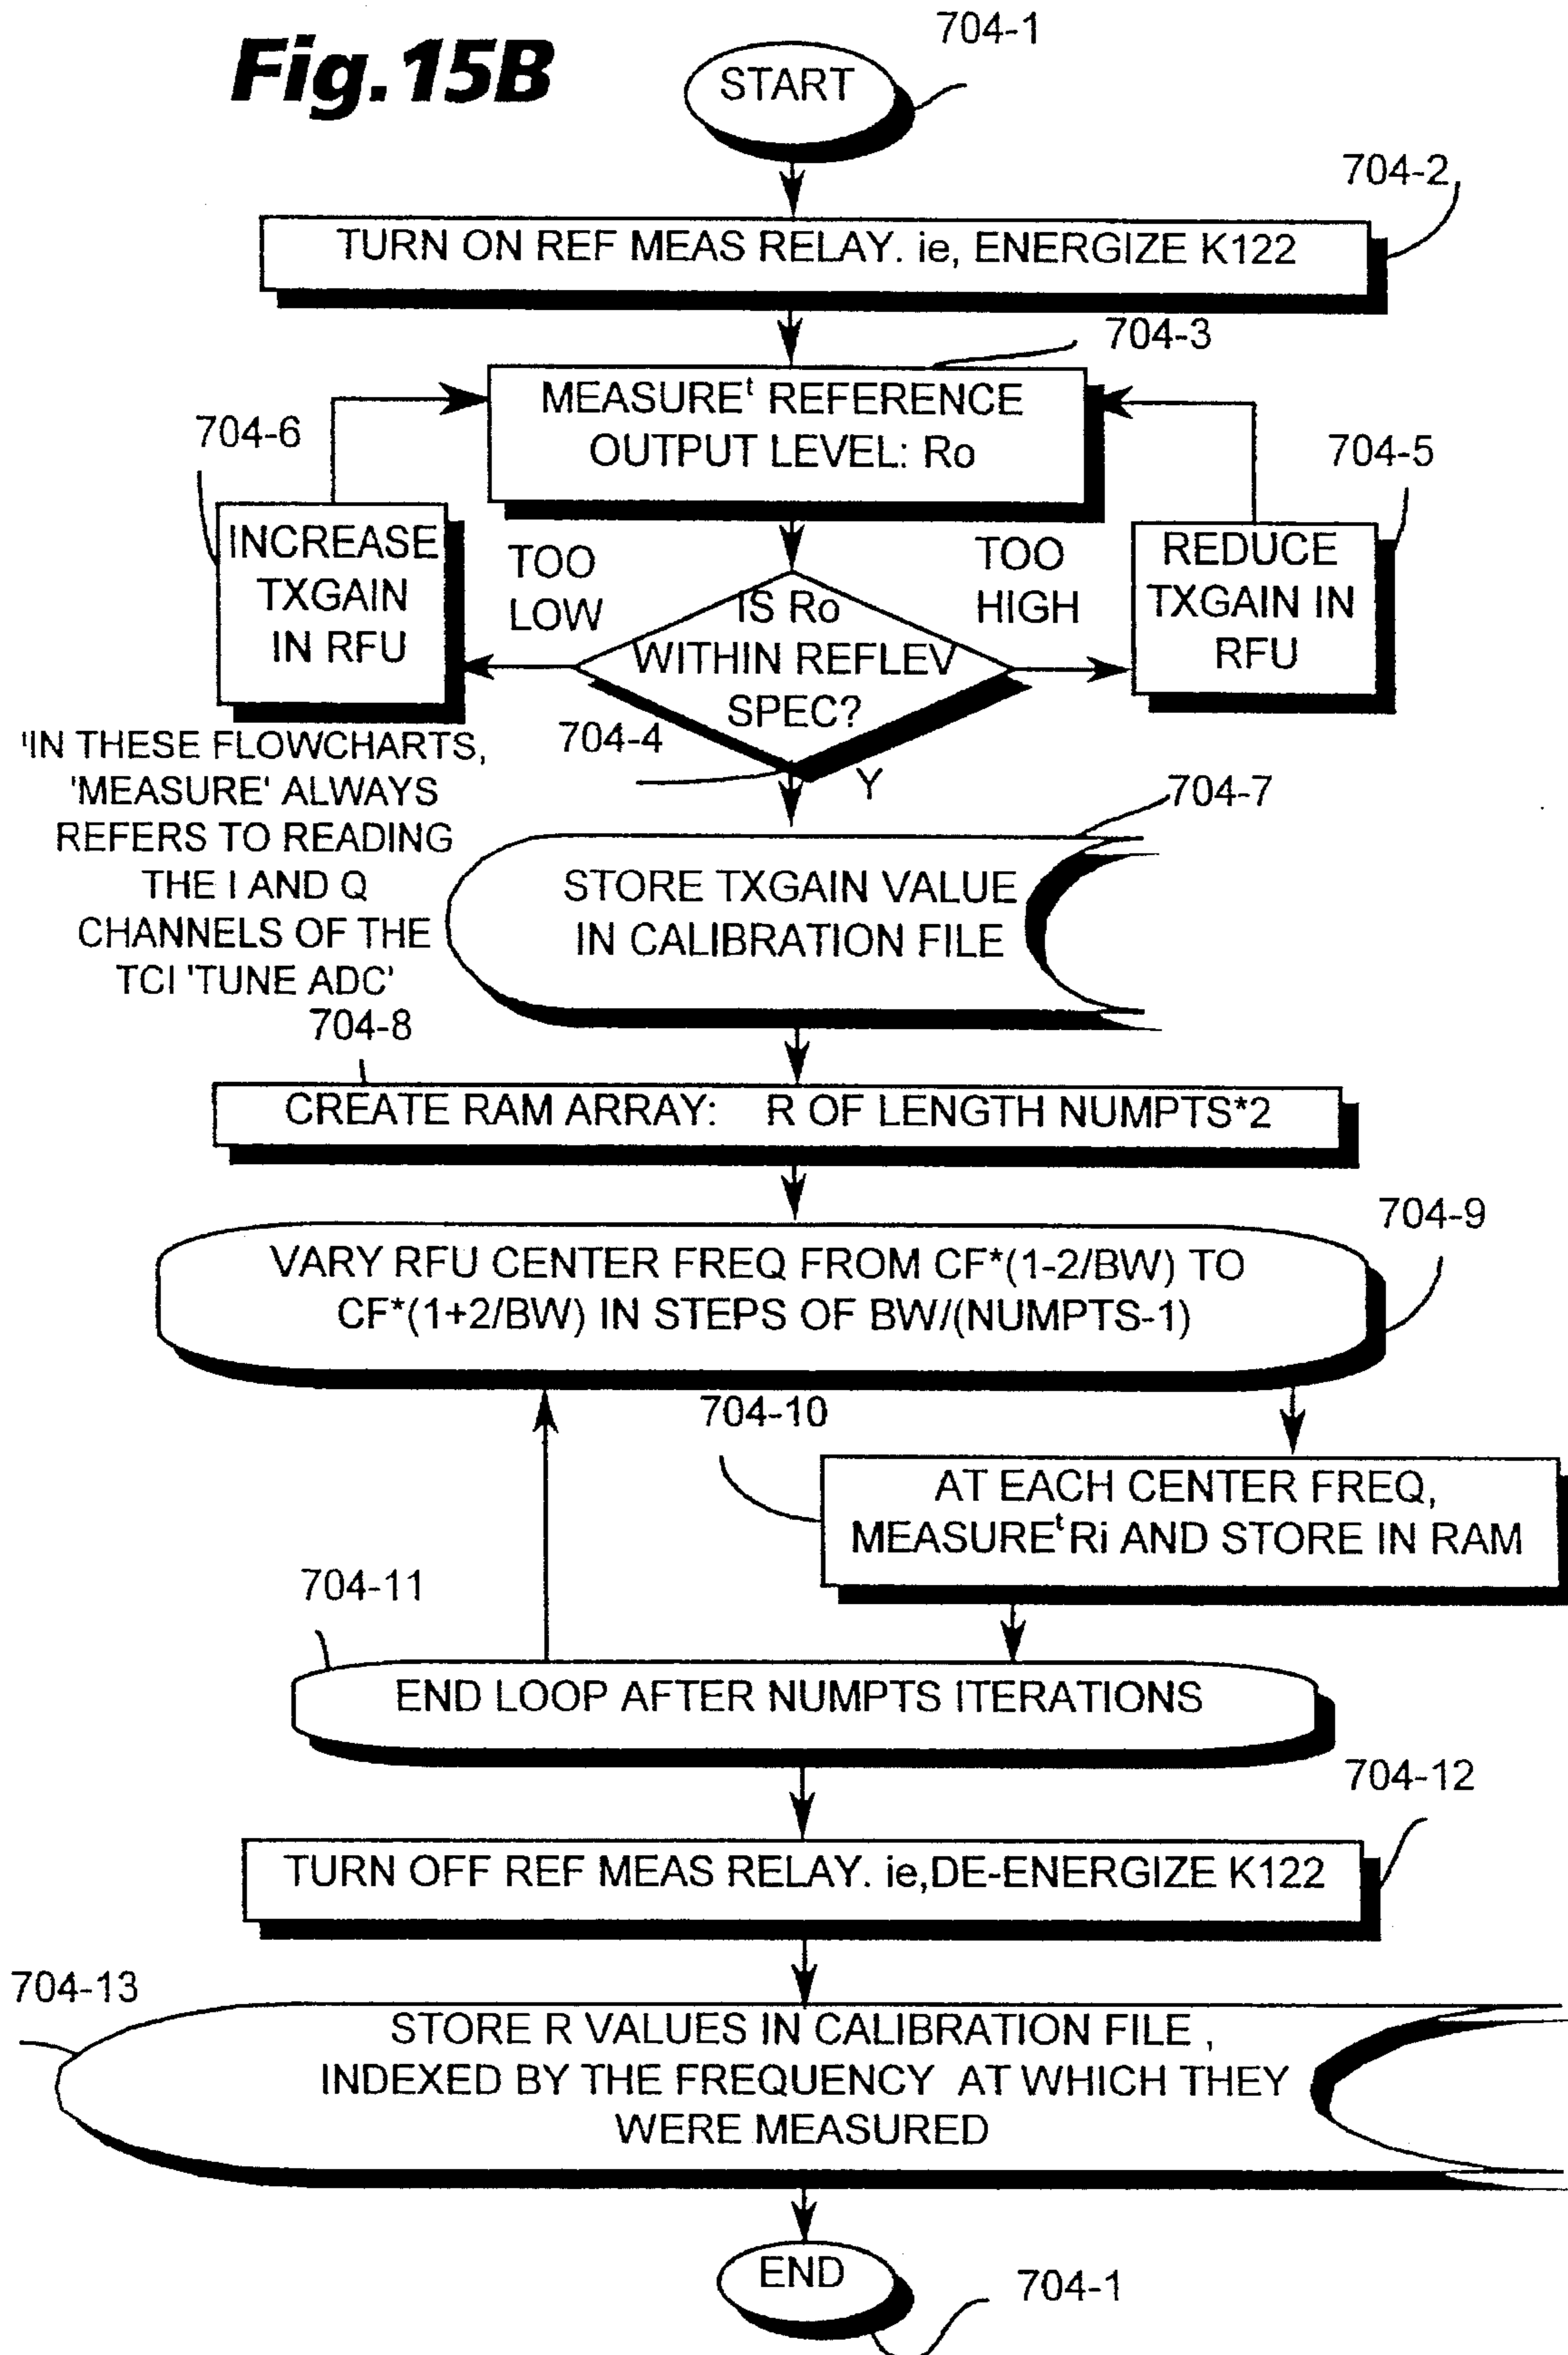 Fig. 15B
704-1
START
704-2
TURN ON REF MEAS RELAY. ie, ENERGIZE K122
704-3
MEASUREᵗ REFERENCE
OUTPUT LEVEL: Ro
704-6
INCREASE
TXGAIN
IN RFU
TOO
LOW
IS Ro
WITHIN REFLEV
SPEC?
TOO
HIGH
704-5
REDUCE
TXGAIN IN
RFU
704-4
Y
ᵗIN THESE FLOWCHARTS,
'MEASURE' ALWAYS
REFERS TO READING
THE I AND Q
CHANNELS OF THE
TCI 'TUNE ADC'
704-7
STORE TXGAIN VALUE
IN CALIBRATION FILE
704-8
CREATE RAM ARRAY: R OF LENGTH NUMPTS*2
704-9
VARY RFU CENTER FREQ FROM CF*(1-2/BW) TO
CF*(1+2/BW) IN STEPS OF BW/(NUMPTS-1)
704-10
AT EACH CENTER FREQ,
MEASUREᵗRi AND STORE IN RAM
704-11
END LOOP AFTER NUMPTS ITERATIONS
704-12
TURN OFF REF MEAS RELAY. ie,DE-ENERGIZE K122
704-13
STORE R VALUES IN CALIBRATION FILE ,
INDEXED BY THE FREQUENCY AT WHICH THEY
WERE MEASURED
END
704-1